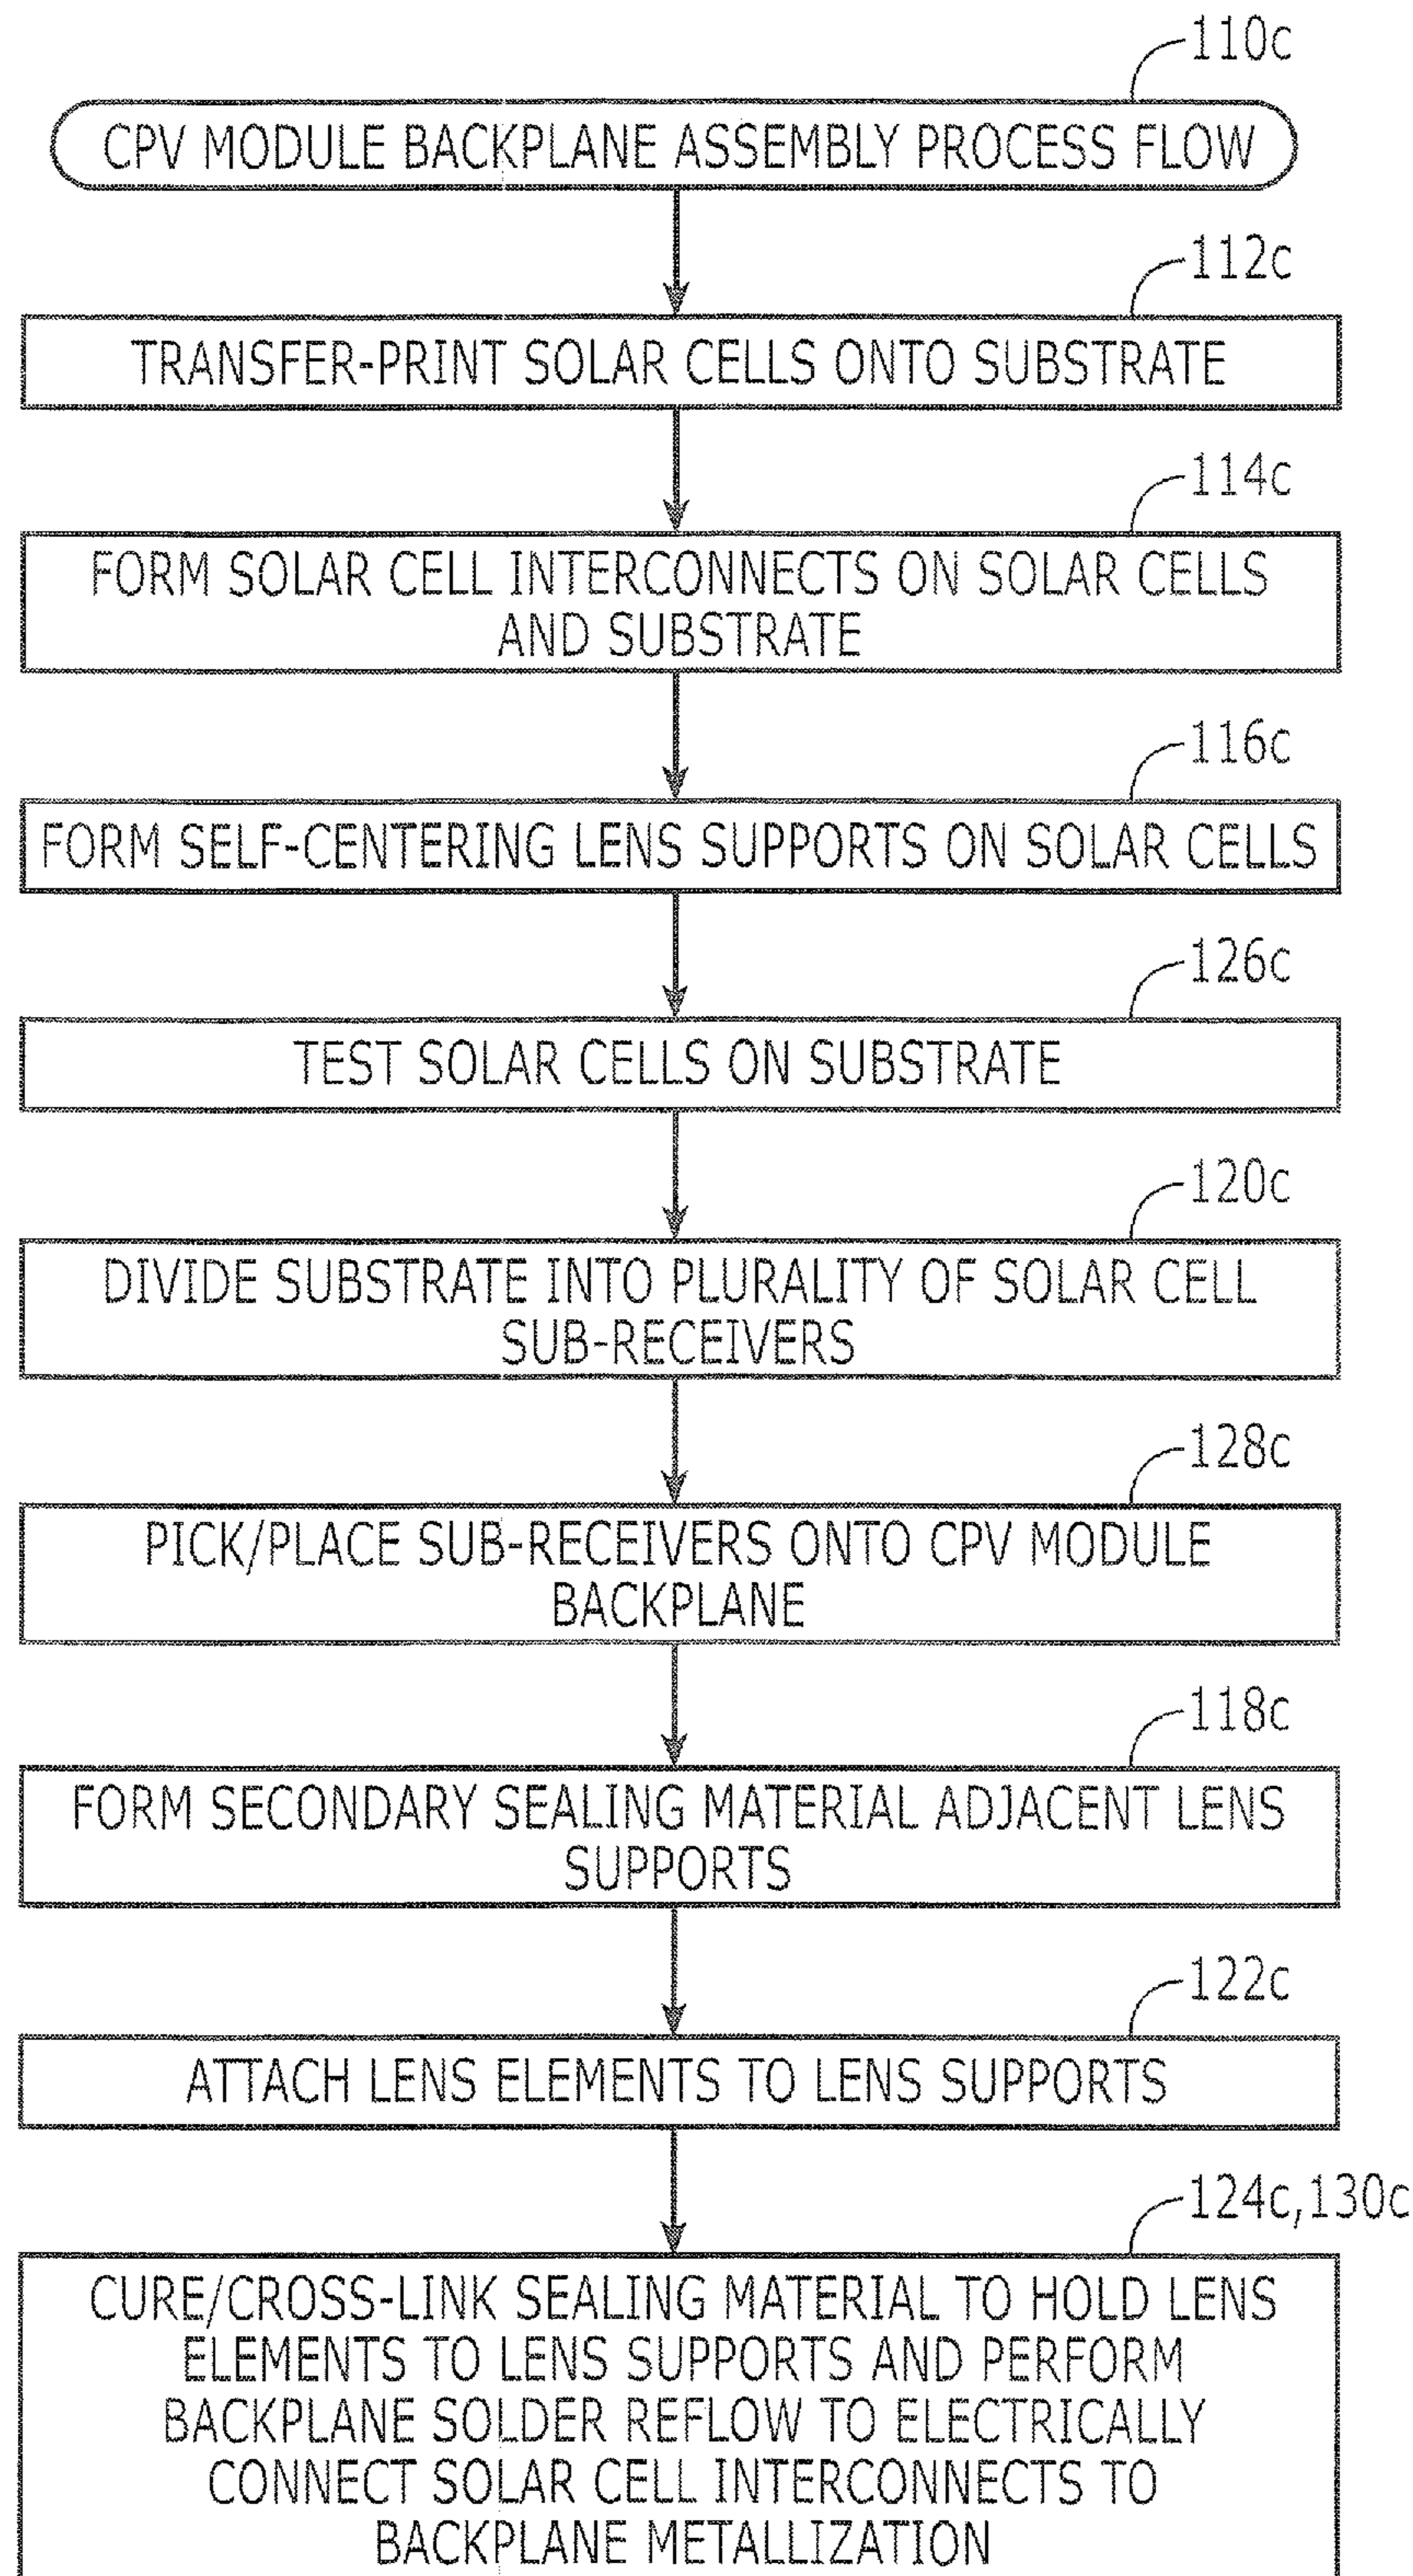 110c
CPV MODULE BACKPLANE ASSEMBLY PROCESS FLOW
112c
TRANSFER-PRINT SOLAR CELLS ONTO SUBSTRATE
114c
FORM SOLAR CELL INTERCONNECTS ON SOLAR CELLS
AND SUBSTRATE
116c
FORM SELF-CENTERING LENS SUPPORTS ON SOLAR CELLS
126c
TEST SOLAR CELLS ON SUBSTRATE
120c
DIVIDE SUBSTRATE INTO PLURALITY OF SOLAR CELL
SUB-RECEIVERS
128c
PICK/PLACE SUB-RECEIVERS ONTO CPV MODULE
BACKPLANE
118c
FORM SECONDARY SEALING MATERIAL ADJACENT LENS
SUPPORTS
122c
ATTACH LENS ELEMENTS TO LENS SUPPORTS
124c,130c
CURE/CROSS-LINK SEALING MATERIAL TO HOLD LENS
ELEMENTS TO LENS SUPPORTS AND PERFORM
BACKPLANE SOLDER REFLOW TO ELECTRICALLY
CONNECT SOLAR CELL INTERCONNECTS TO
BACKPLANE METALLIZATION